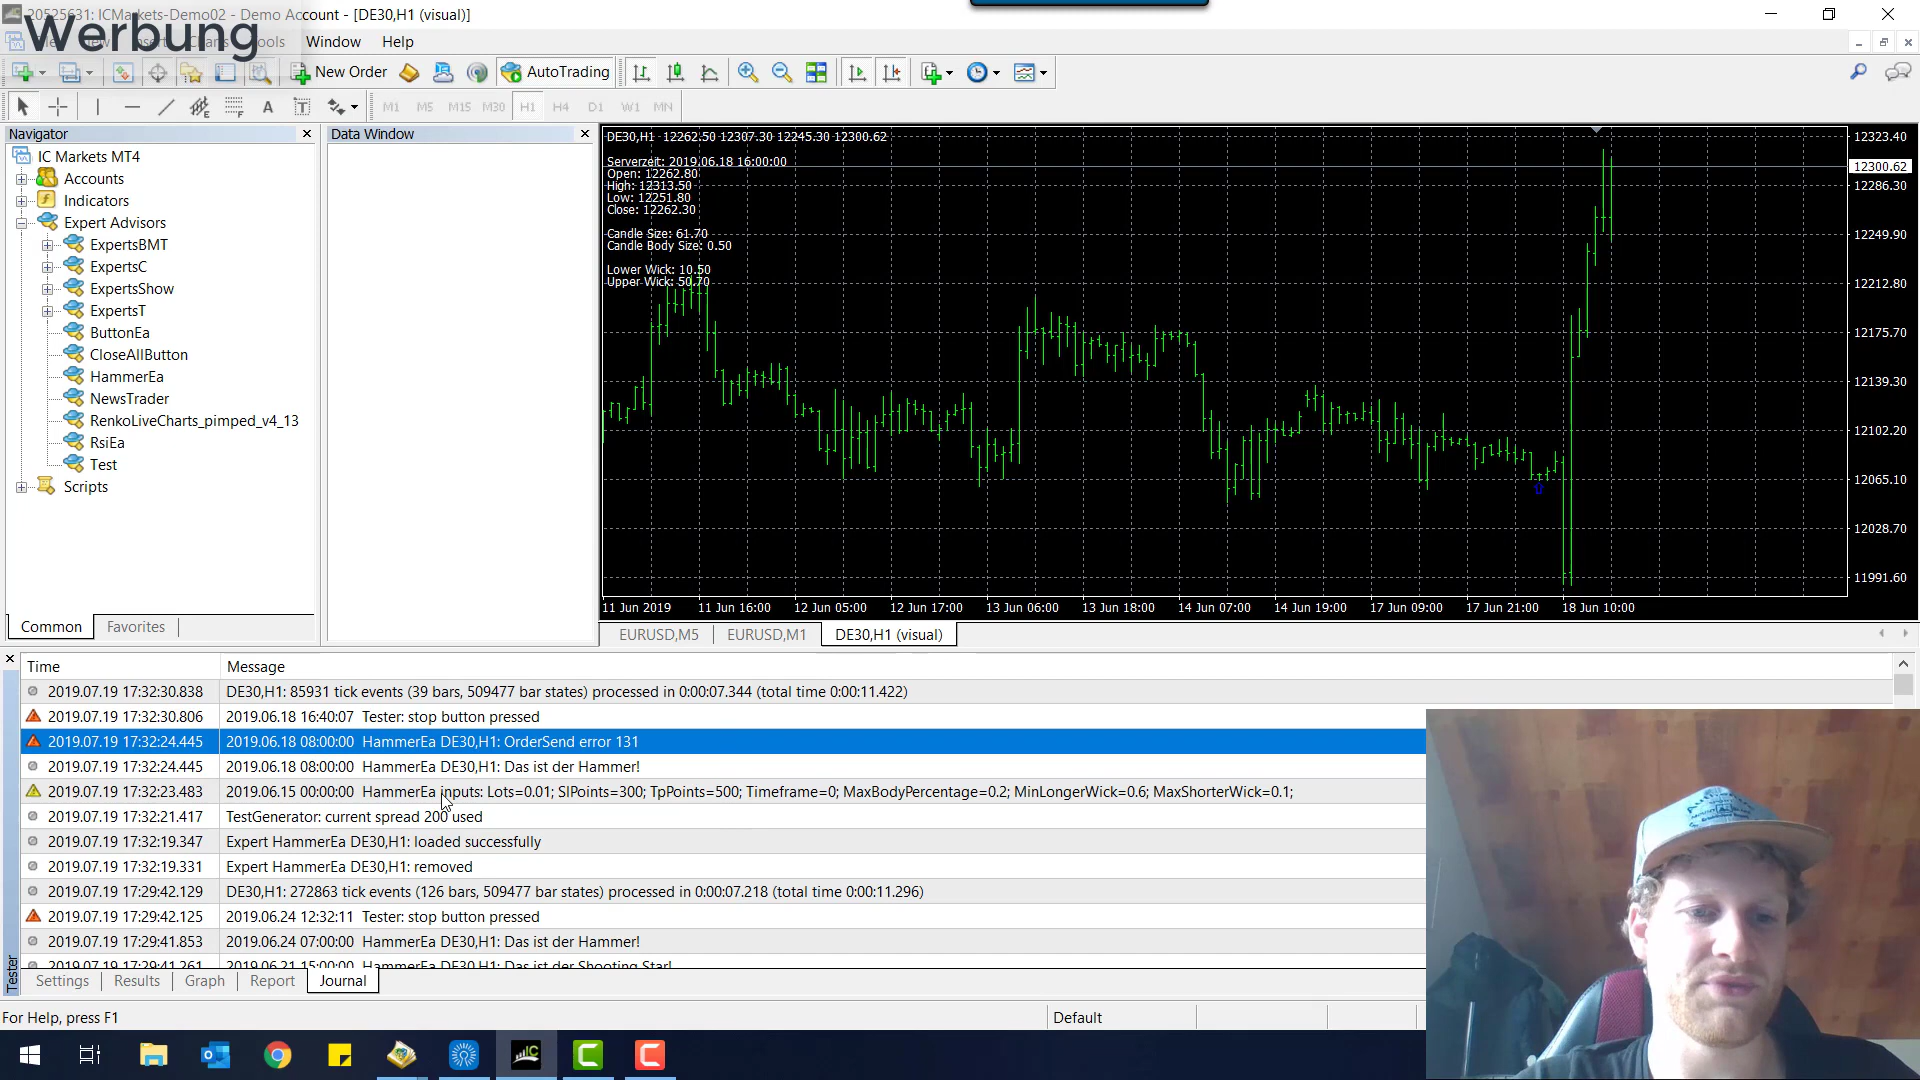 20525631: ICMarkets-Demo02 - Demo Account - [DE30,H1 (visual)]
Werbung
Window Help
New Order AutoTrading
M1 M5 M15 M30 H1 H4 D1 W1 MN
Navigator
IC Markets MT4
Accounts
Indicators
Expert Advisors
ExpertsBMT
ExpertsC
ExpertsShow
ExpertsT
ButtonEa
CloseAllButton
HammerEa
NewsTrader
RenkoLiveCharts_pimped_v4_13
RsiEa
Test
Scripts
Common Favorites
Data Window
DE30,H1 12262.50 12307.30 12245.30 12300.62
Serverzeit: 2019.06.18 16:00:00
Open: 12262.80
High: 12313.50
Low: 12251.80
Close: 12262.30
Candle Size: 61.70
Candle Body Size: 0.50
Lower Wick: 10.50
Upper Wick: 50.70
12323.40
12300.62
12286.30
12249.90
12212.80
12175.70
12139.30
12102.20
12065.10
12028.70
11991.60
11 Jun 2019 11 Jun 16:00 12 Jun 05:00 12 Jun 17:00 13 Jun 06:00 13 Jun 18:00 14 Jun 07:00 14 Jun 19:00 17 Jun 09:00 17 Jun 21:00 18 Jun 10:00
EURUSD,M5 EURUSD,M1 DE30,H1 (visual)
Time Message
2019.07.19 17:32:30.838 DE30,H1: 85931 tick events (39 bars, 509477 bar states) processed in 0:00:07.344 (total time 0:00:11.422)
2019.07.19 17:32:30.806 2019.06.18 16:40:07 Tester: stop button pressed
2019.07.19 17:32:24.445 2019.06.18 08:00:00 HammerEa DE30,H1: OrderSend error 131
2019.07.19 17:32:24.445 2019.06.18 08:00:00 HammerEa DE30,H1: Das ist der Hammer!
2019.07.19 17:32:23.483 2019.06.15 00:00:00 HammerEa inputs: Lots=0.01; SlPoints=300; TpPoints=500; Timeframe=0; MaxBodyPercentage=0.2; MinLongerWick=0.6; MaxShorterWick=0.1;
2019.07.19 17:32:21.417 TestGenerator: current spread 200 used
2019.07.19 17:32:19.347 Expert HammerEa DE30,H1: loaded successfully
2019.07.19 17:32:19.331 Expert HammerEa DE30,H1: removed
2019.07.19 17:29:42.129 DE30,H1: 272863 tick events (126 bars, 509477 bar states) processed in 0:00:07.218 (total time 0:00:11.296)
2019.07.19 17:29:42.125 2019.06.24 12:32:11 Tester: stop button pressed
2019.07.19 17:29:41.853 2019.06.24 07:00:00 HammerEa DE30,H1: Das ist der Hammer!
2019.07.19 17:29:41.261 2019.06.21 15:00:00 HammerEa DE30,H1: Das ist der Shooting Star!
Tester
Settings Results Graph Report Journal
For Help, press F1 Default